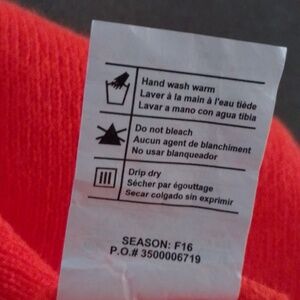 Hand wash warm
Laver à la main à l'eau tiède
Lavar a mano con agua tibia
Do not bleach
Aucun agent de blanchiment
No usar blanqueador
Drip dry
Sécher par égouttage
Secar colgado sin exprimir
SEASON: F16
P.O.# 3500006719